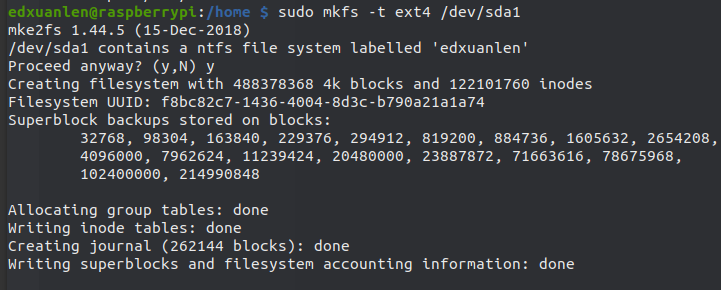 edxuanlen@raspberrypi:/home $ sudo mkfs -t ext4 /dev/sda1
mke2fs 1.44.5 (15-Dec-2018)
/dev/sda1 contains a ntfs file system labelled 'edxuanlen'
Proceed anyway? (y,N) y
Creating filesystem with 488378368 4k blocks and 122101760 inodes
Filesystem UUID: f8bc82c7-1436-4004-8d3c-b790a21a1a74
Superblock backups stored on blocks:
32768, 98304, 163840, 229376, 294912, 819200, 884736, 1605632, 2654208,
4096000, 7962624, 11239424, 20480000, 23887872, 71663616, 78675968,
102400000, 214990848
Allocating group tables: done
Writing inode tables: done
Creating journal (262144 blocks): done
Writing superblocks and filesystem accounting information: done